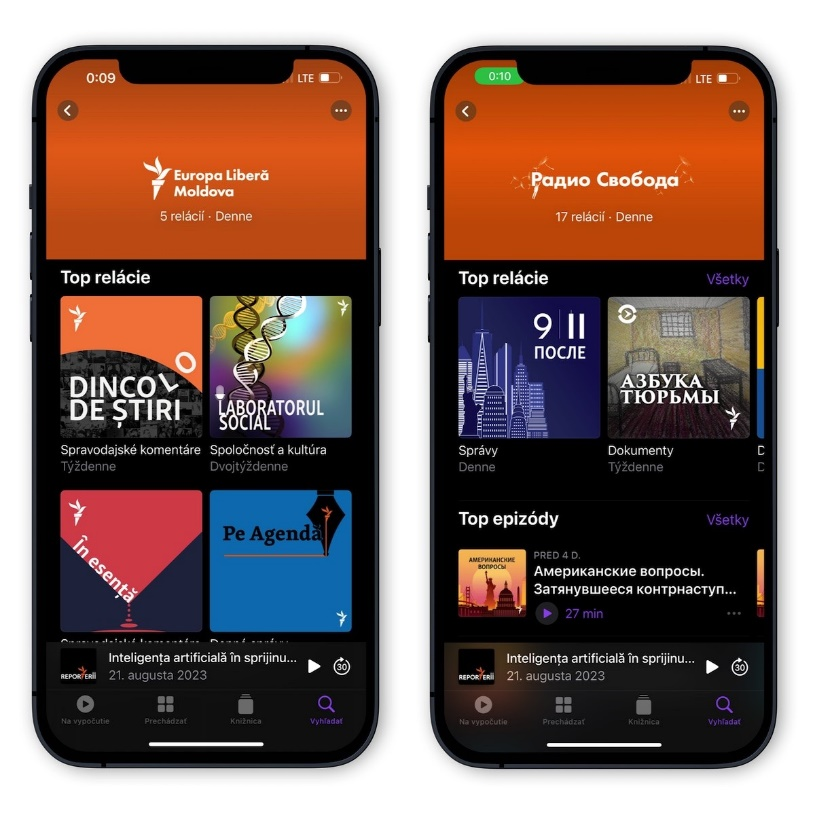 0:09
LTE
Europa Liberă
Moldova
5 relácií · Denne
Top relácie
DINCOLO
DE ȘTIRI
LABORATORUL
SOCIAL
Spravodajské komentáre
Týždenne
Spoločnosť a kultúra
Dvojtýždenne
În esență
Pe Agendă
Inteligența artificială în sprijinu...
21. augusta 2023
REPORTERII
Na vypočutie
Prechádzať
Knižnica
Vyhľadať
0:10
LTE
Радио Свобода
17 relácií · Denne
Top relácie
Všetky
9 11
ПОСЛЕ
АЗБУКА
ТЮРЬМЫ
Správy
Denne
Dokumenty
Týždenne
Top epizódy
Všetky
АМЕРИКАНСКИЕ
ВОПРОСЫ
PRED 4 D.
Американские вопросы.
Затянувшееся контрнаступ...
27 min
Inteligența artificială în sprijinu...
21. augusta 2023
REPORTERII
30
Na vypočutie
Prechádzať
Knižnica
Vyhľadať